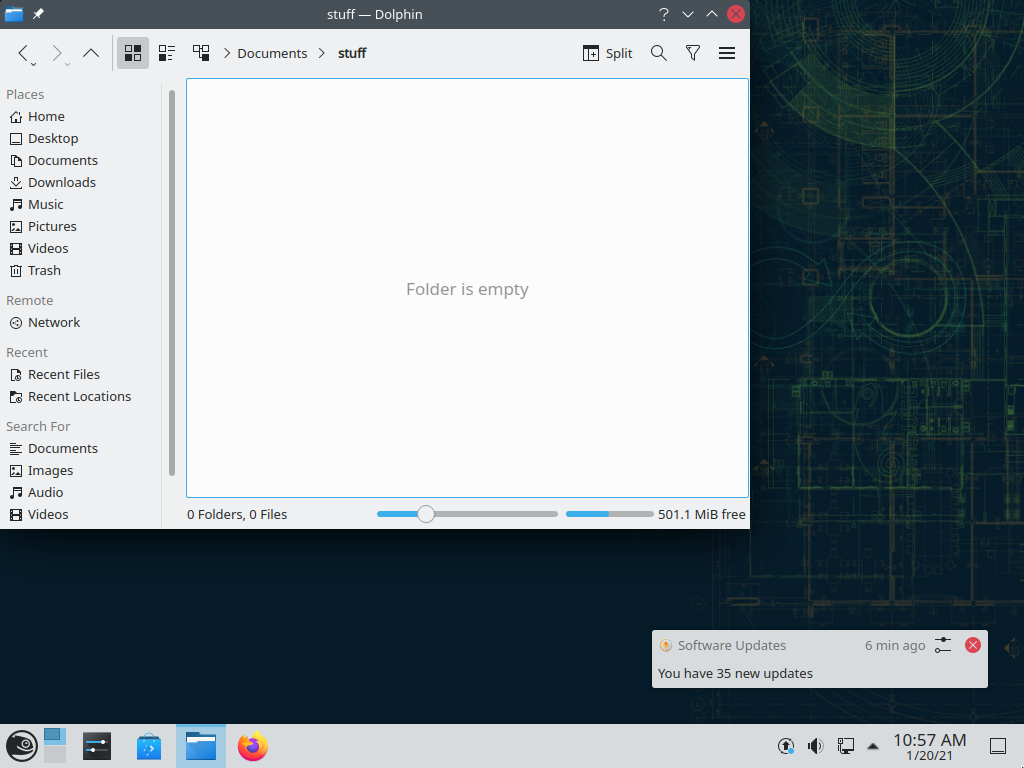 stuff — Dolphin
Documents stuff Split
Places
Home
Desktop
Documents
Downloads
Music
Pictures
Videos
Trash
Remote
Network
Recent
Recent Files
Recent Locations
Search For
Documents
Images
Audio
Videos
Folder is empty
0 Folders, 0 Files 501.1 MiB free
Software Updates 6 min ago
You have 35 new updates
10:57 AM
1/20/21